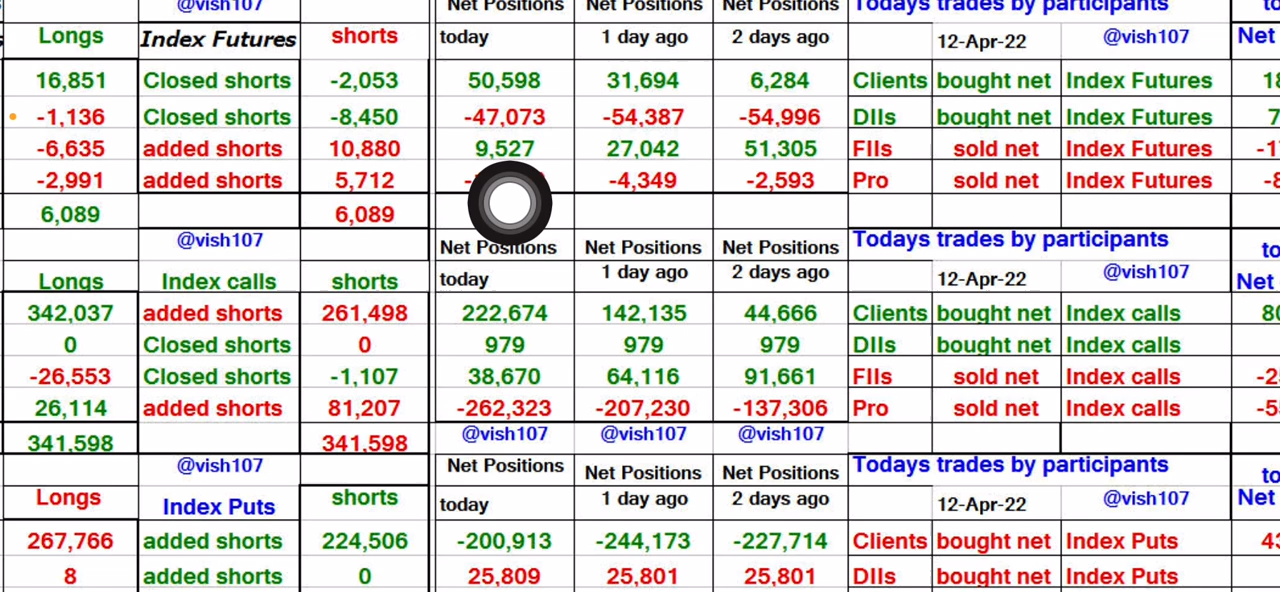 @vish107 Net Positions Net Positions Net Positions Todays trades by participants
Longs Index Futures shorts today 1 day ago 2 days ago 12-Apr-22 @vish107 Net
16,851 Closed shorts -2,053 50,598 31,694 6,284 Clients bought net Index Futures
-1,136 Closed shorts -8,450 -47,073 -54,387 -54,996 DIIs bought net Index Futures
-6,635 added shorts 10,880 9,527 27,042 51,305 FIIs sold net Index Futures
-2,991 added shorts 5,712 -4,349 -2,593 Pro sold net Index Futures
6,089 6,089
@vish107 Net Positions Net Positions Net Positions Todays trades by participants
Longs Index calls shorts today 1 day ago 2 days ago 12-Apr-22 @vish107 Net
342,037 added shorts 261,498 222,674 142,135 44,666 Clients bought net Index calls
0 Closed shorts 0 979 979 979 DIIs bought net Index calls
-26,553 Closed shorts -1,107 38,670 64,116 91,661 FIIs sold net Index calls
26,114 added shorts 81,207 -262,323 -207,230 -137,306 Pro sold net Index calls
341,598 341,598 @vish107 @vish107 @vish107
@vish107 Net Positions Net Positions Net Positions Todays trades by participants
Longs Index Puts shorts today 1 day ago 2 days ago 12-Apr-22 @vish107 Net
267,766 added shorts 224,506 -200,913 -244,173 -227,714 Clients bought net Index Puts
8 added shorts 0 25,809 25,801 25,801 DIIs bought net Index Puts